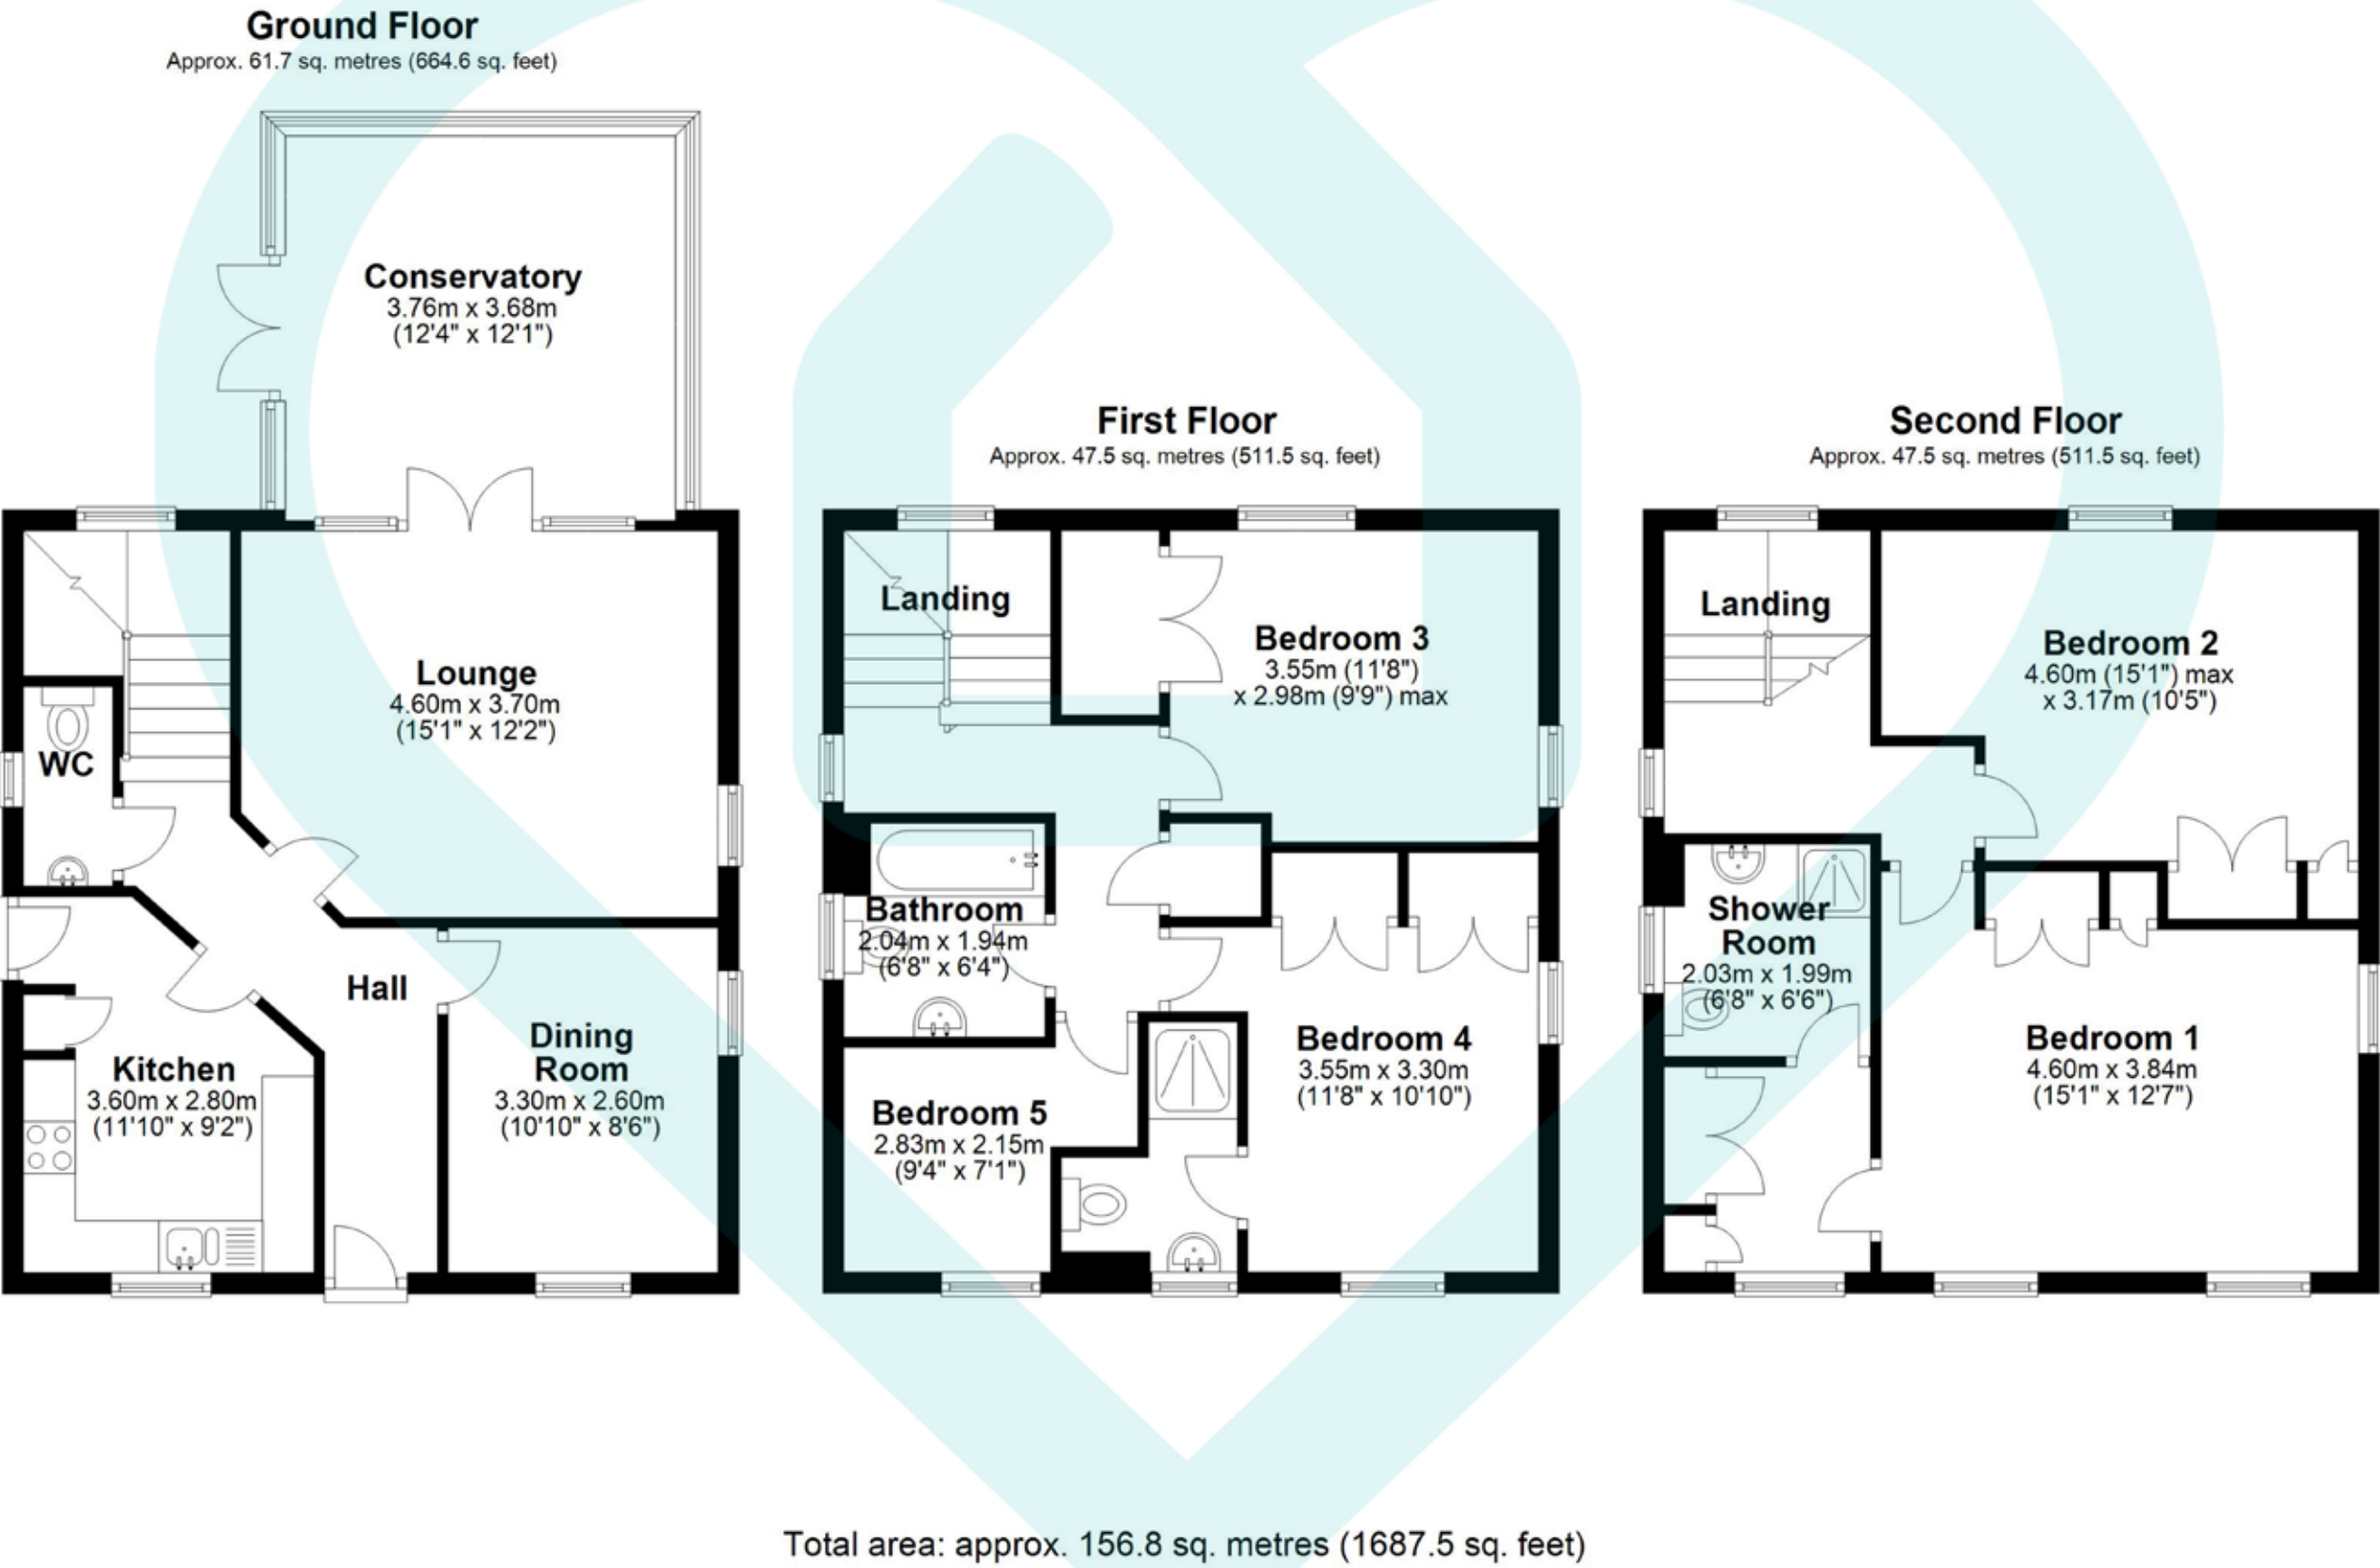 Ground Floor
Approx. 61.7 sq. metres (664.6 sq. feet)
Conservatory
3.76m x 3.68m
(12'4" x 12'1")
Lounge
4.60m x 3.70m
(15'1" x 12'2")
WC
Hall
Kitchen
3.60m x 2.80m
(11'10" x 9'2")
Dining
Room
3.30m x 2.60m
(10'10" x 8'6")
First Floor
Approx. 47.5 sq. metres (511.5 sq. feet)
Landing
Bedroom 3
3.55m (11'8")
x 2.98m (9'9") max
Bathroom
2.04m x 1.94m
(6'8" x 6'4")
Bedroom 4
3.55m x 3.30m
(11'8" x 10'10")
Bedroom 5
2.83m x 2.15m
(9'4" x 7'1")
Second Floor
Approx. 47.5 sq. metres (511.5 sq. feet)
Landing
Bedroom 2
4.60m (15'1") max
x 3.17m (10'5")
Shower
Room
2.03m x 1.99m
(6'8" x 6'6")
Bedroom 1
4.60m x 3.84m
(15'1" x 12'7")
Total area: approx. 156.8 sq. metres (1687.5 sq. feet)